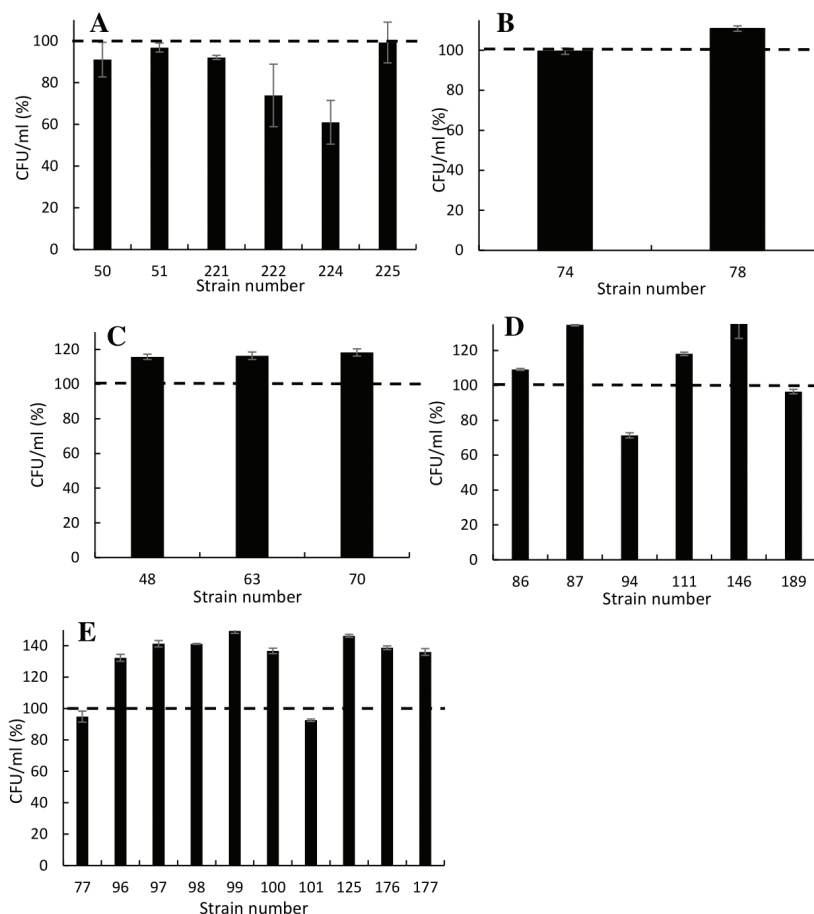 A
CFU/ml (%)
100
80
60
40
20
0
50 51 221 222 224 225
Strain number
B
CFU/ml (%)
100
80
60
40
20
0
74 78
Strain number
C
CFU/ml (%)
120
100
80
60
40
20
0
48 63 70
Strain number
D
CFU/ml (%)
120
100
80
60
40
20
0
86 87 94 111 146 189
Strain number
E
CFU/ml (%)
140
120
100
80
60
40
20
0
77 96 97 98 99 100 101 125 176 177
Strain number